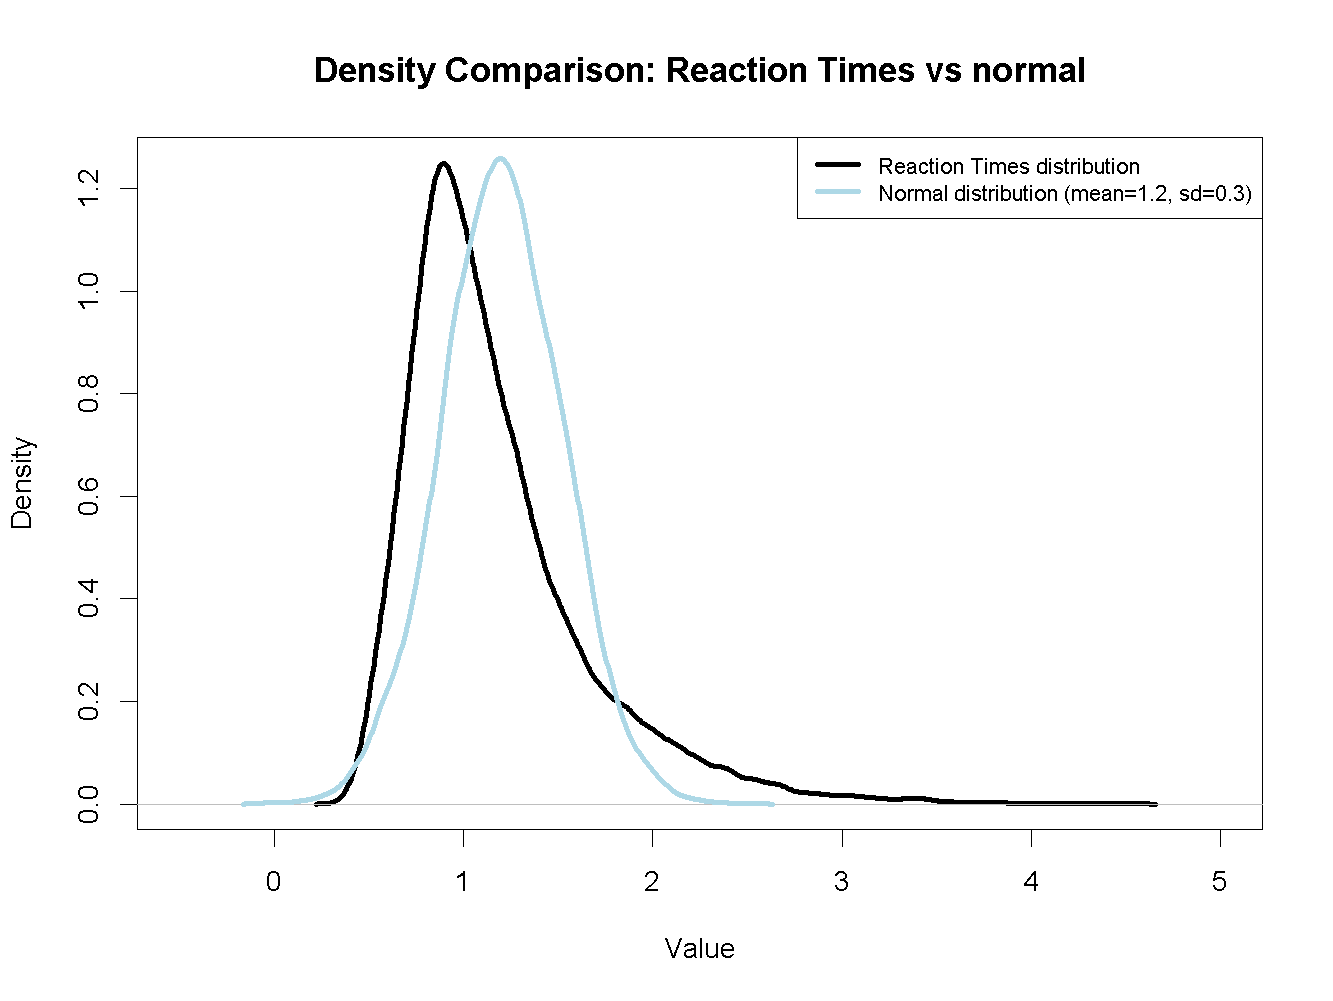 Density Comparison: Reaction Times vs normal
Reaction Times distribution
Normal distribution (mean=1.2, sd=0.3)
Density
1.2
1.0
0.8
0.6
0.4
0.2
0.0
0 1 2 3 4 5
Value